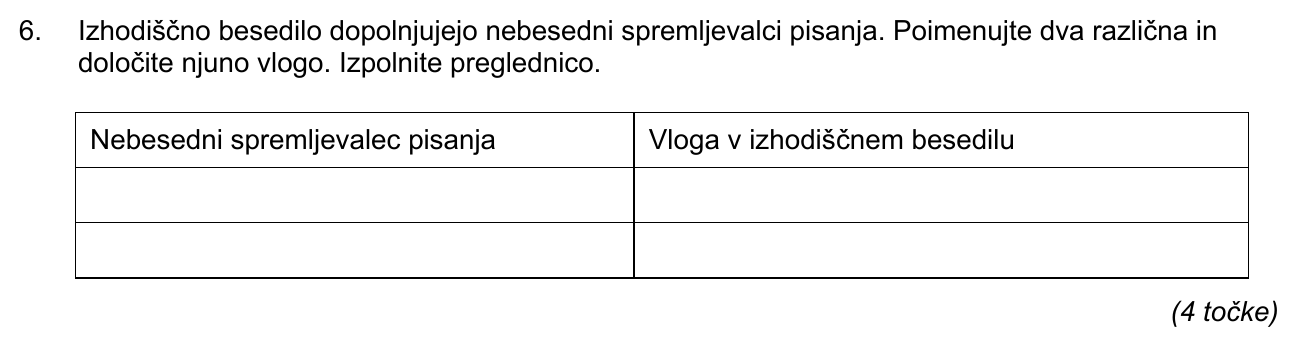 6. Izhodiščno besedilo dopolnjujejo nebesedni spremljevalci pisanja. Poimenujte dva različna in
določite njuno vlogo. Izpolnite preglednico.
Nebesedni spremljevalec pisanja Vloga v izhodiščnem besedilu
(4 točke)